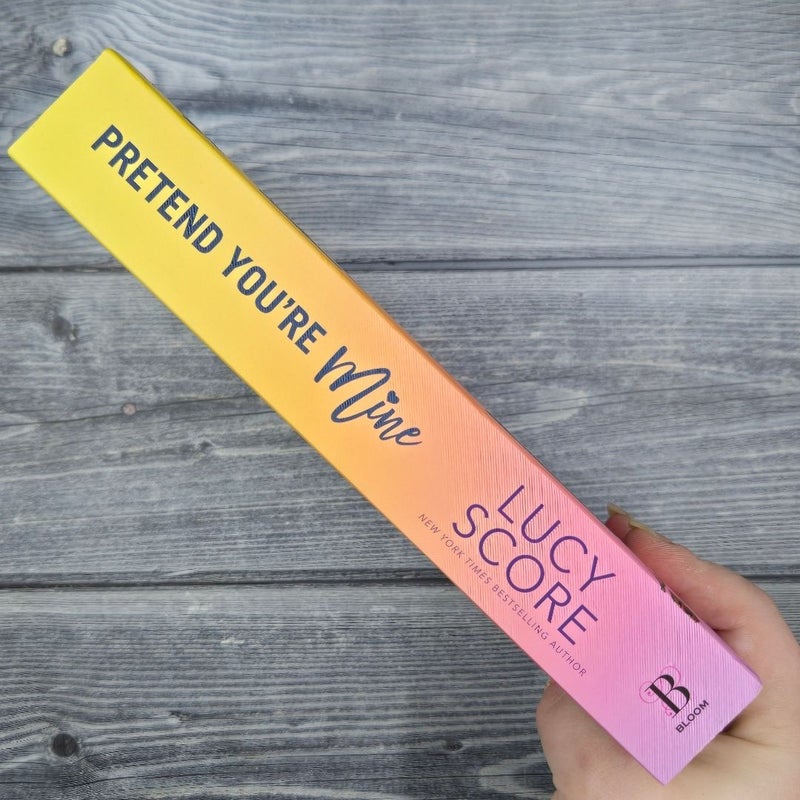 PRETEND YOU'RE Mine
LUCY
SCORE
NEW YORK TIMES BESTSELLING AUTHOR
B
BLOOM